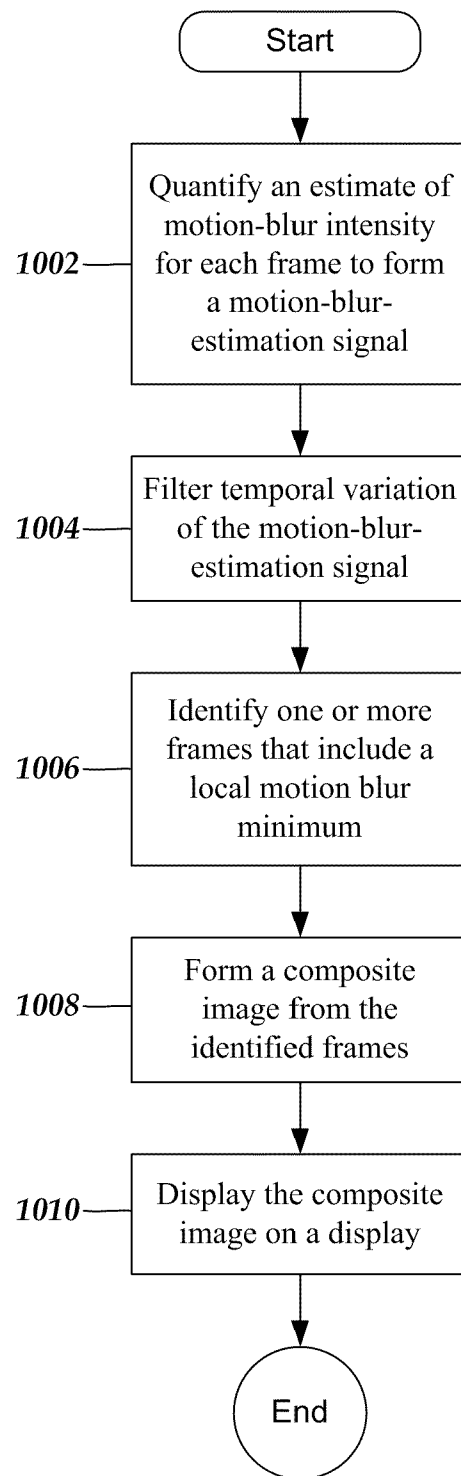 Start
Quantify an estimate of
motion-blur intensity
1002
for each frame to form
a motion-blur-
estimation signal
Filter temporal variation
1004
of the motion-blur-
estimation signal
Identify one or more
frames that include a
1006
local motion blur
minimum
Form a composite
1008
image from the
identified frames
Display the composite
1010
image on a display
End